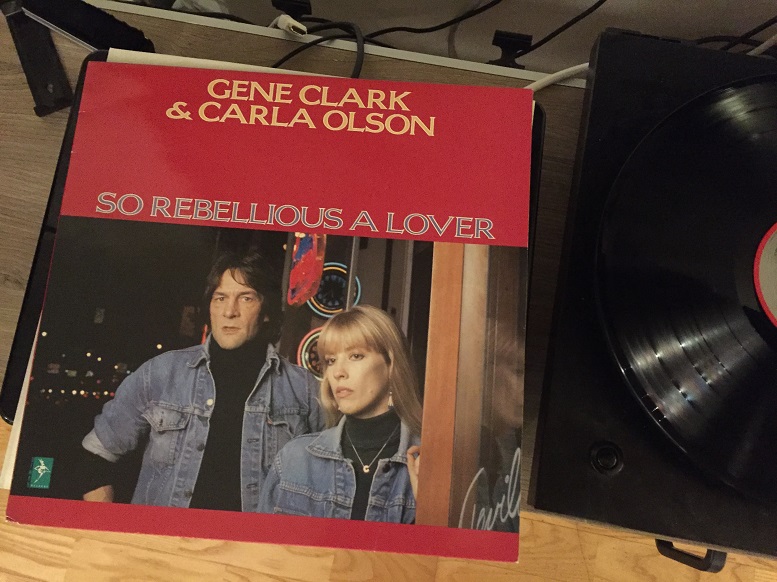 GENE CLARK
& CARLA OLSON
SO REBELLIOUS A LOVER